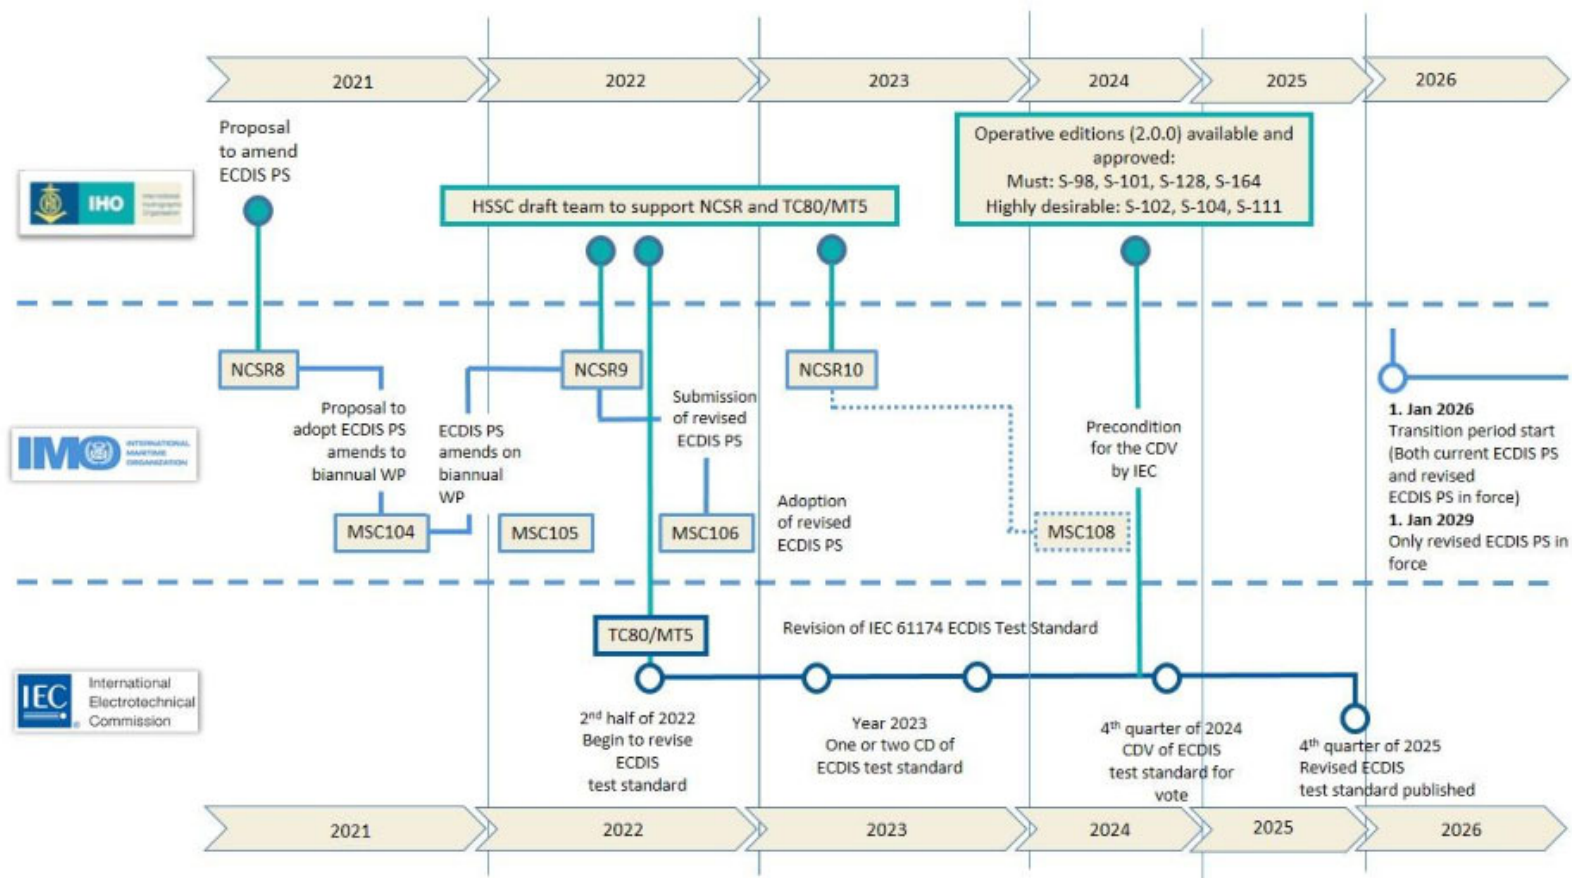 2021
2022
2023
2024
2025
2026
Proposal
to amend
ECDIS PS
Operative editions (2.0.0) available and
approved:
Must: S-98, S-101, S-128, S-164
Highly desirable: S-102, S-104, S-111
IHO
International
Hydrographic
Organization
HSSC draft team to support NCSR and TC80/MT5
NCSR8
NCSR9
NCSR10
Proposal to
adopt ECDIS PS
amends to
biannual WP
ECDIS PS
amends on
biannual
WP
Submission
of revised
ECDIS PS
Precondition
for the CDV
by IEC
1. Jan 2026
Transition period start
(Both current ECDIS PS
and revised
ECDIS PS in force)
1. Jan 2029
Only revised ECDIS PS in
force
IMO
INTERNATIONAL
MARITIME
ORGANIZATION
MSC104
MSC105
MSC106
Adoption
of revised
ECDIS PS
MSC108
TC80/MT5
Revision of IEC 61174 ECDIS Test Standard
IEC
International
Electrotechnical
Commission
2nd half of 2022
Begin to revise
ECDIS
test standard
Year 2023
One or two CD of
ECDIS test standard
4th quarter of 2024
CDV of ECDIS
test standard for
vote
4th quarter of 2025
Revised ECDIS
test standard published
2021
2022
2023
2024
2025
2026